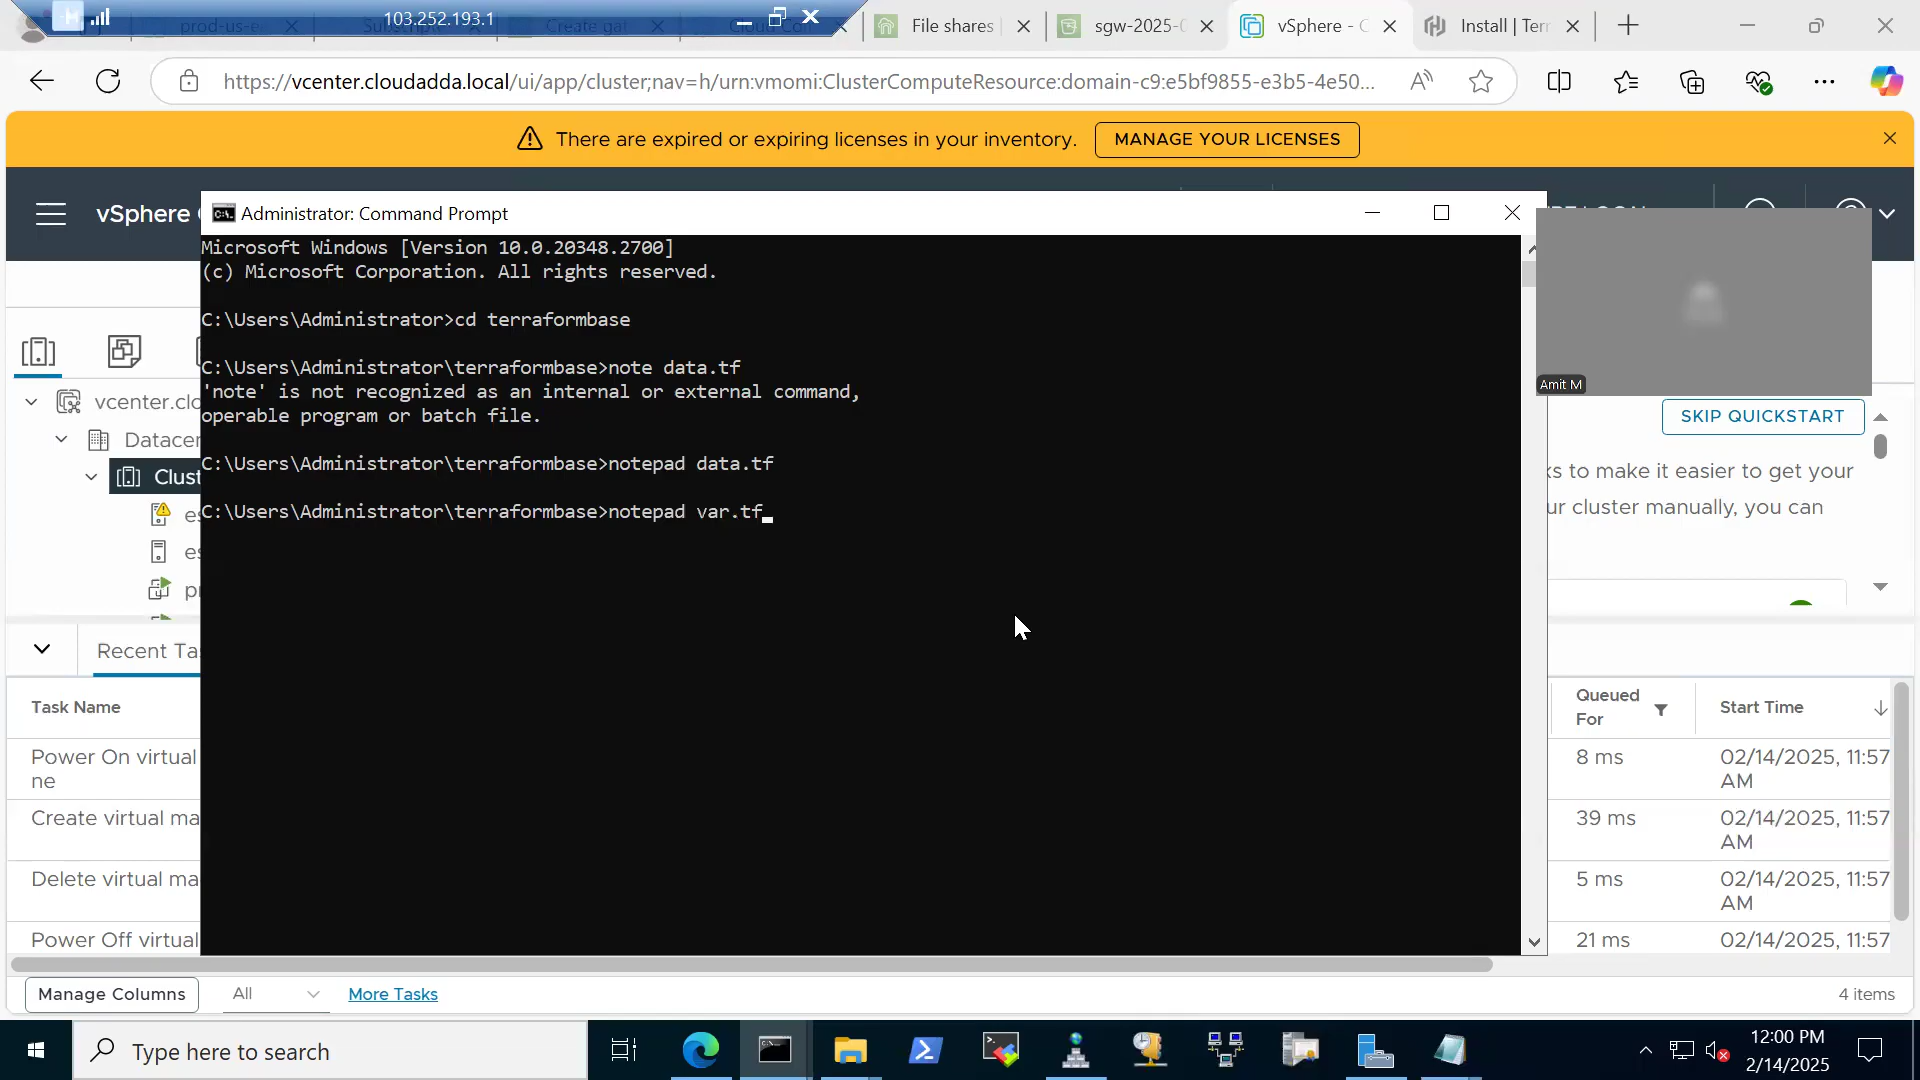 103.252.193.1
File shares
sgw-2025-0
vSphere - C
Install | Terr
https://vcenter.cloudadda.local/ui/app/cluster;nav=h/urn:vmomi:ClusterComputeResource:domain-c9:e5bf9855-e3b5-4e50...
There are expired or expiring licenses in your inventory.
MANAGE YOUR LICENSES
vSphere
Administrator: Command Prompt
Microsoft Windows [Version 10.0.20348.2700]
(c) Microsoft Corporation. All rights reserved.
C:\Users\Administrator>cd terraformbase
C:\Users\Administrator\terraformbase>note data.tf
'note' is not recognized as an internal or external command,
operable program or batch file.
C:\Users\Administrator\terraformbase>notepad data.tf
C:\Users\Administrator\terraformbase>notepad var.tf
Amit M
vcenter.clo
Datacen
Clust
es
es
pr
SKIP QUICKSTART
ks to make it easier to get your
ur cluster manually, you can
Recent Ta
Task Name
Queued For
Start Time
Power On virtual
ne
8 ms
02/14/2025, 11:57
AM
Create virtual ma
39 ms
02/14/2025, 11:57
AM
Delete virtual ma
5 ms
02/14/2025, 11:57
AM
Power Off virtual
21 ms
02/14/2025, 11:57
Manage Columns
All
More Tasks
4 items
Type here to search
12:00 PM
2/14/2025